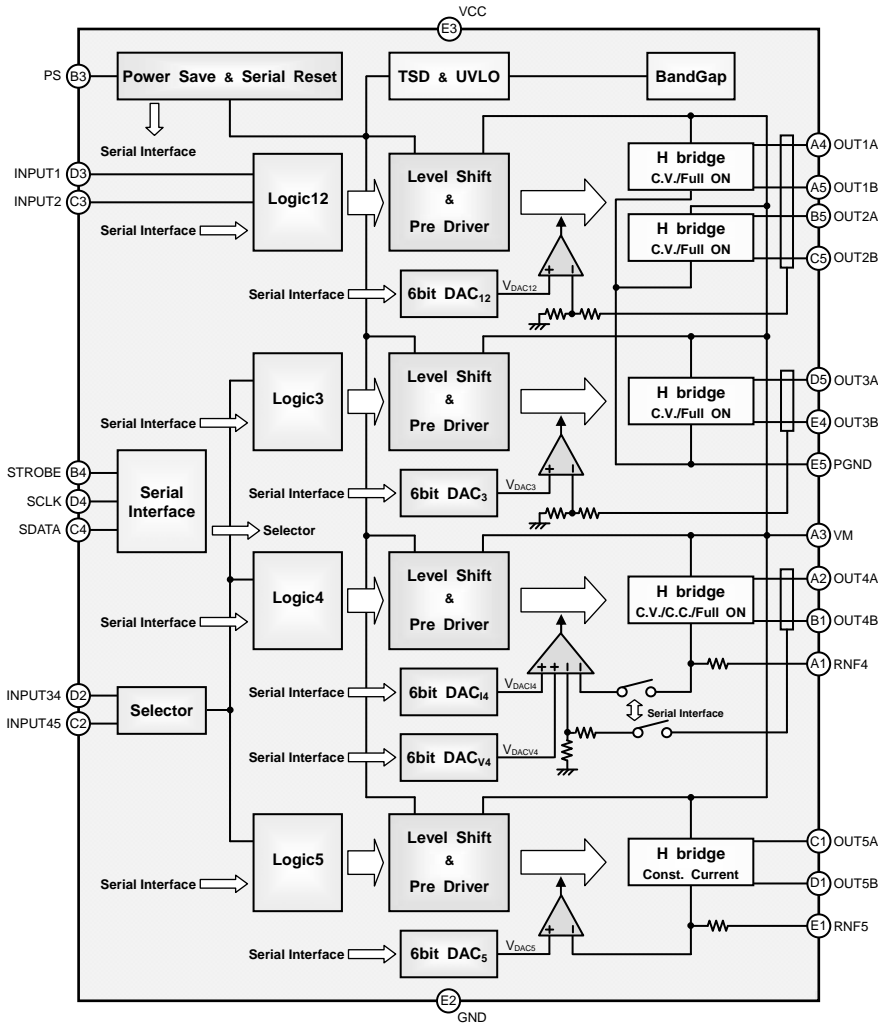 VCC
E3
PS B3 Power Save & Serial Reset TSD & UVLO BandGap
Serial Interface
A4 OUT1A
H bridge
C.V./Full ON
A5 OUT1B
INPUT1 D3
INPUT2 C3
Logic12
Level Shift
&
Pre Driver
Serial Interface
B5 OUT2A
H bridge
C.V./Full ON
C5 OUT2B
Serial Interface 6bit DAC12 VDAC12 + −
Logic3
Level Shift
&
Pre Driver
Serial Interface
D5 OUT3A
H bridge
C.V./Full ON
E4 OUT3B
E5 PGND
STROBE B4
SCLK D4
SDATA C4
Serial
Interface
Selector
Serial Interface 6bit DAC3 VDAC3 + −
A3 VM
Logic4
Level Shift
&
Pre Driver
Serial Interface
A2 OUT4A
H bridge
C.V./C.C./Full ON
B1 OUT4B
A1 RNF4
INPUT34 D2
INPUT45 C2
Selector
Serial Interface 6bit DACI4 VDACI4 + + − −
Serial Interface
Serial Interface 6bit DACV4 VDACV4
Logic5
Level Shift
&
Pre Driver
Serial Interface
C1 OUT5A
H bridge
Const. Current
D1 OUT5B
E1 RNF5
Serial Interface 6bit DAC5 VDAC5 + −
E2
GND